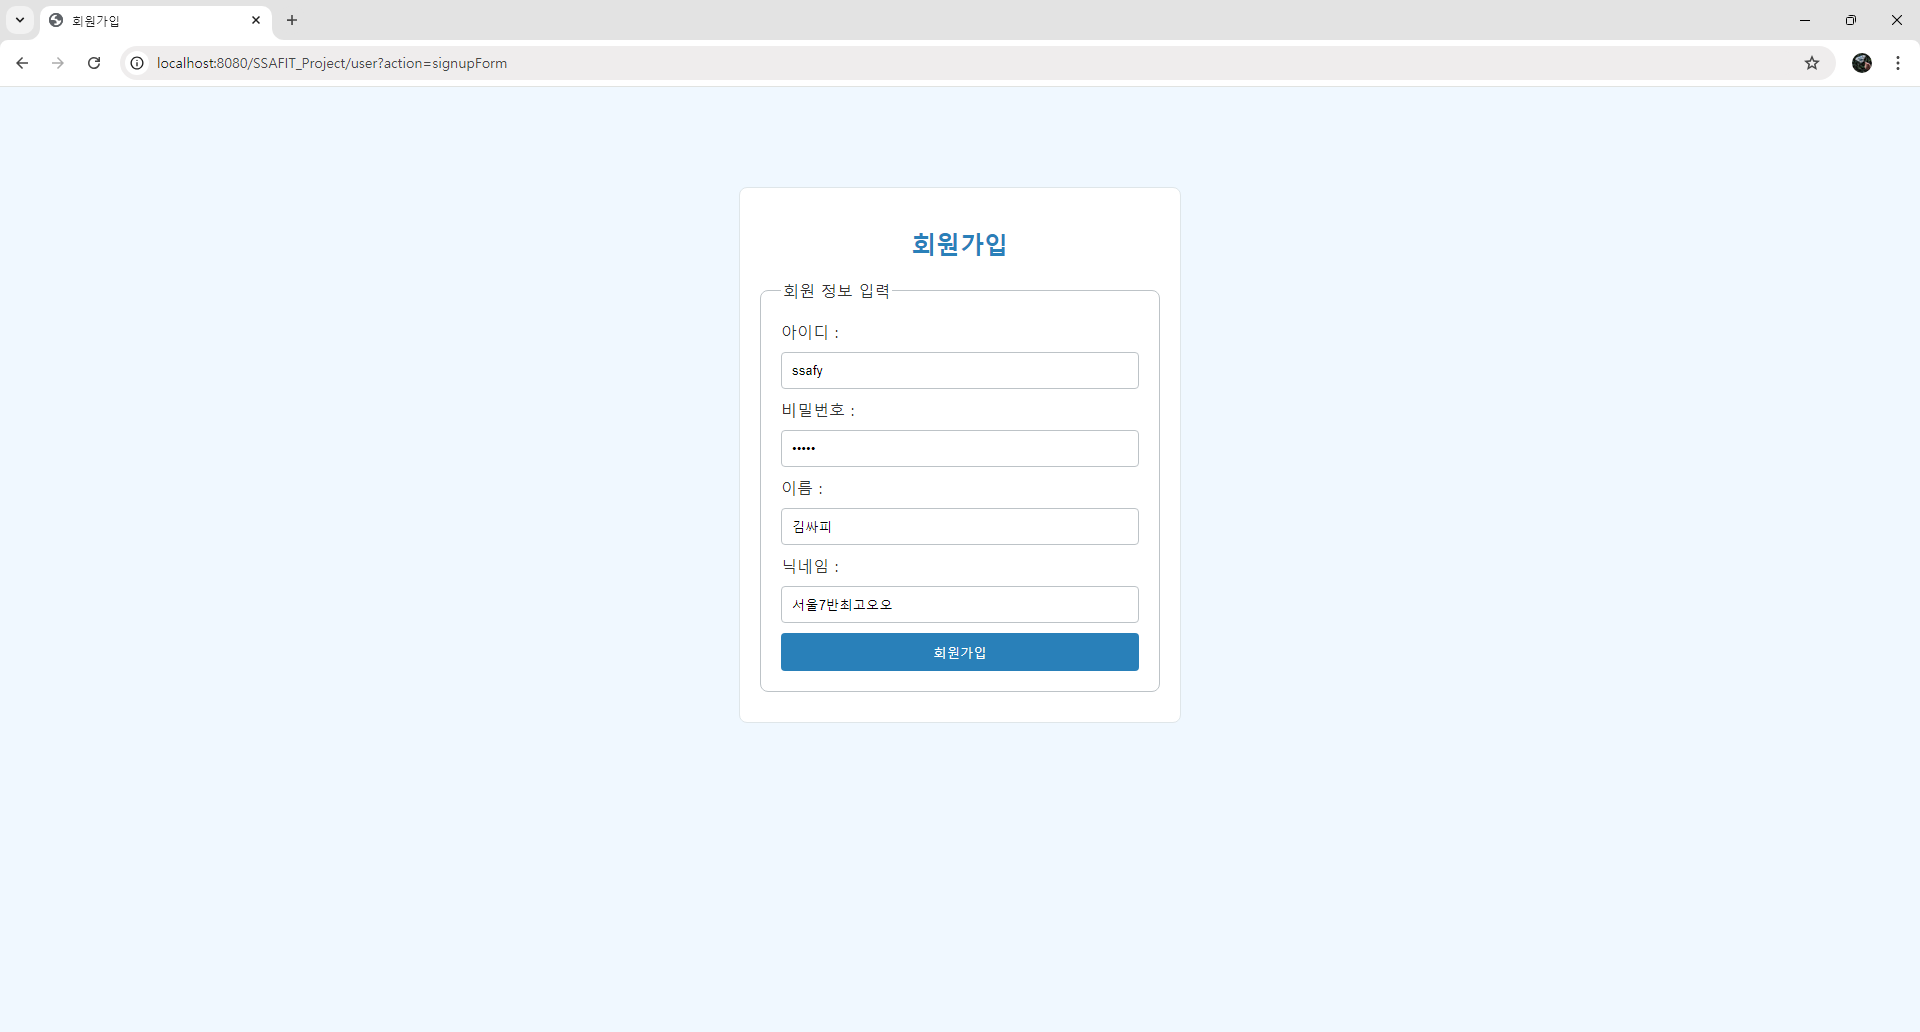 회원가입
localhost:8080/SSAFIT_Project/user?action=signupForm
회원가입
회원 정보 입력
아이디 :
ssafy
비밀번호 :
•••••
이름 :
김싸피
닉네임 :
서울7반최고오오
회원가입